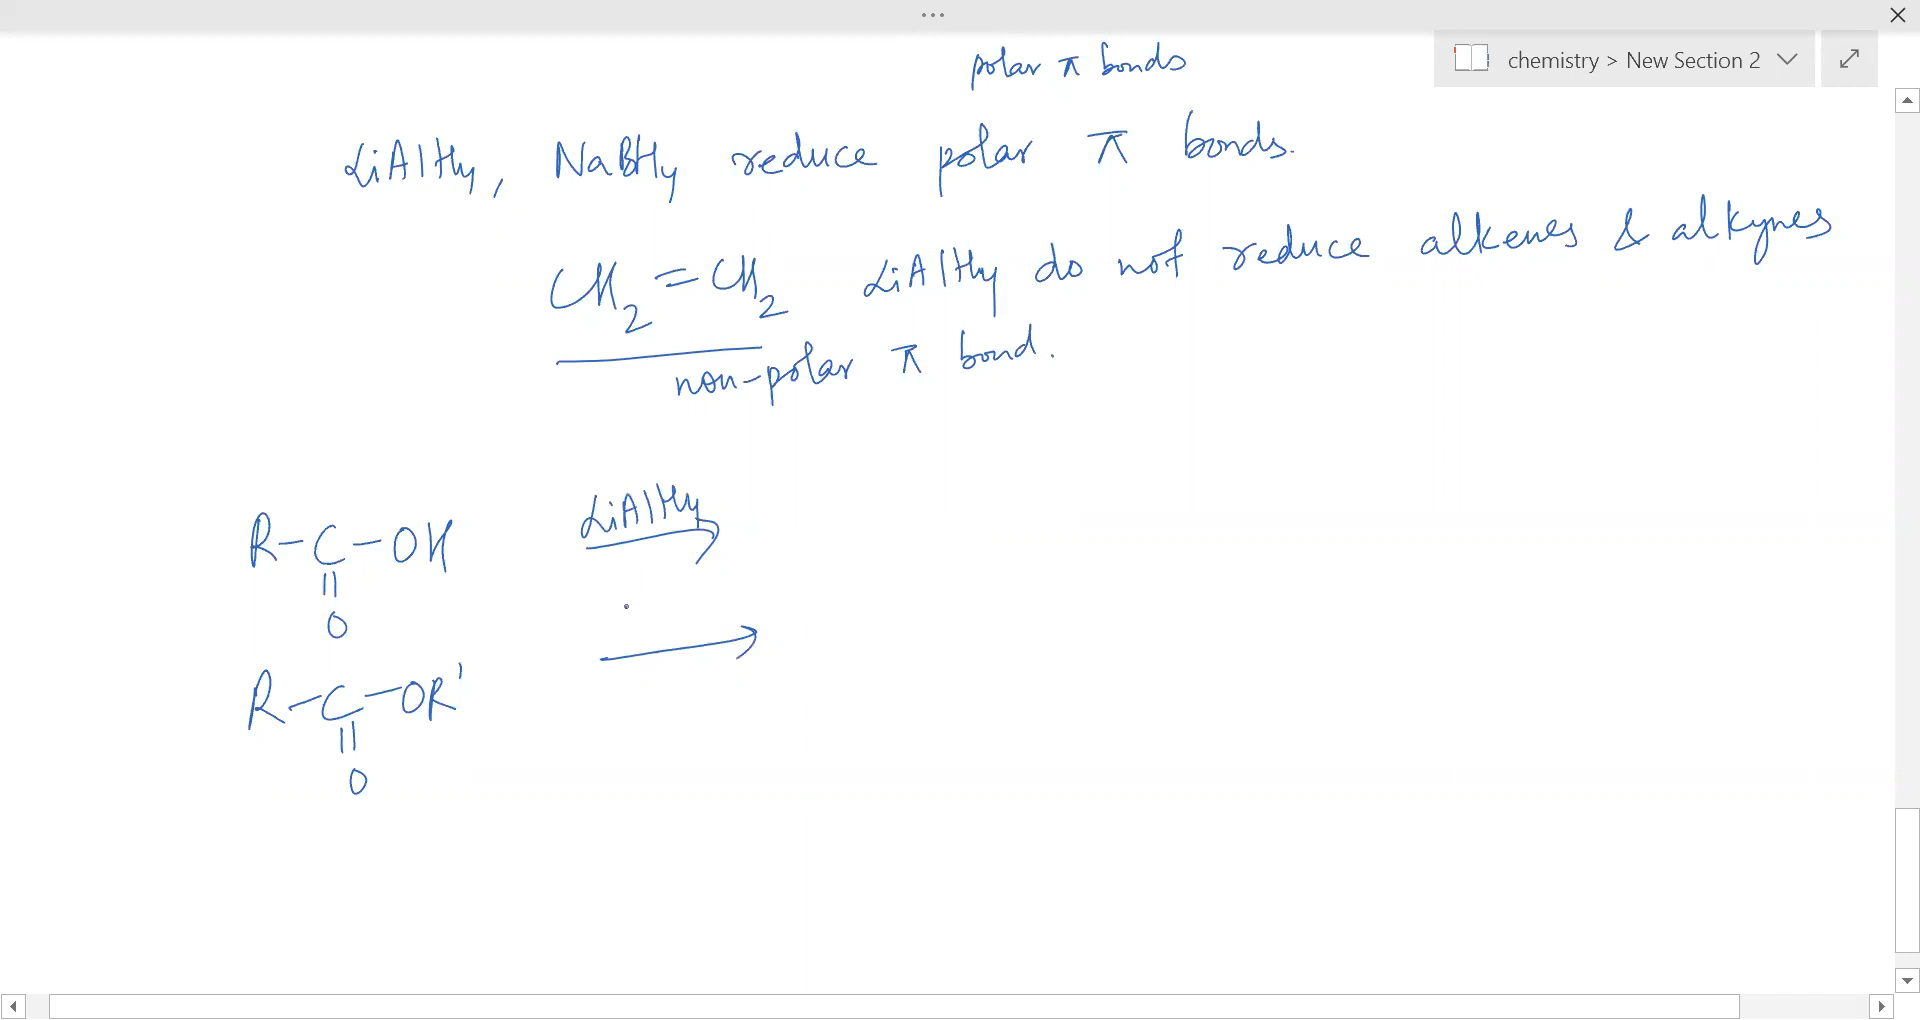 ...
chemistry > New Section 2
polar π bonds
LiAlH4, NaBH4 reduce polar π bonds.
CH2=CH2 LiAlH4 do not reduce alkenes & alkynes
non-polar π bond.
R-C-OH LiAlH4 →
||
O
→
R-C-OR'
||
O